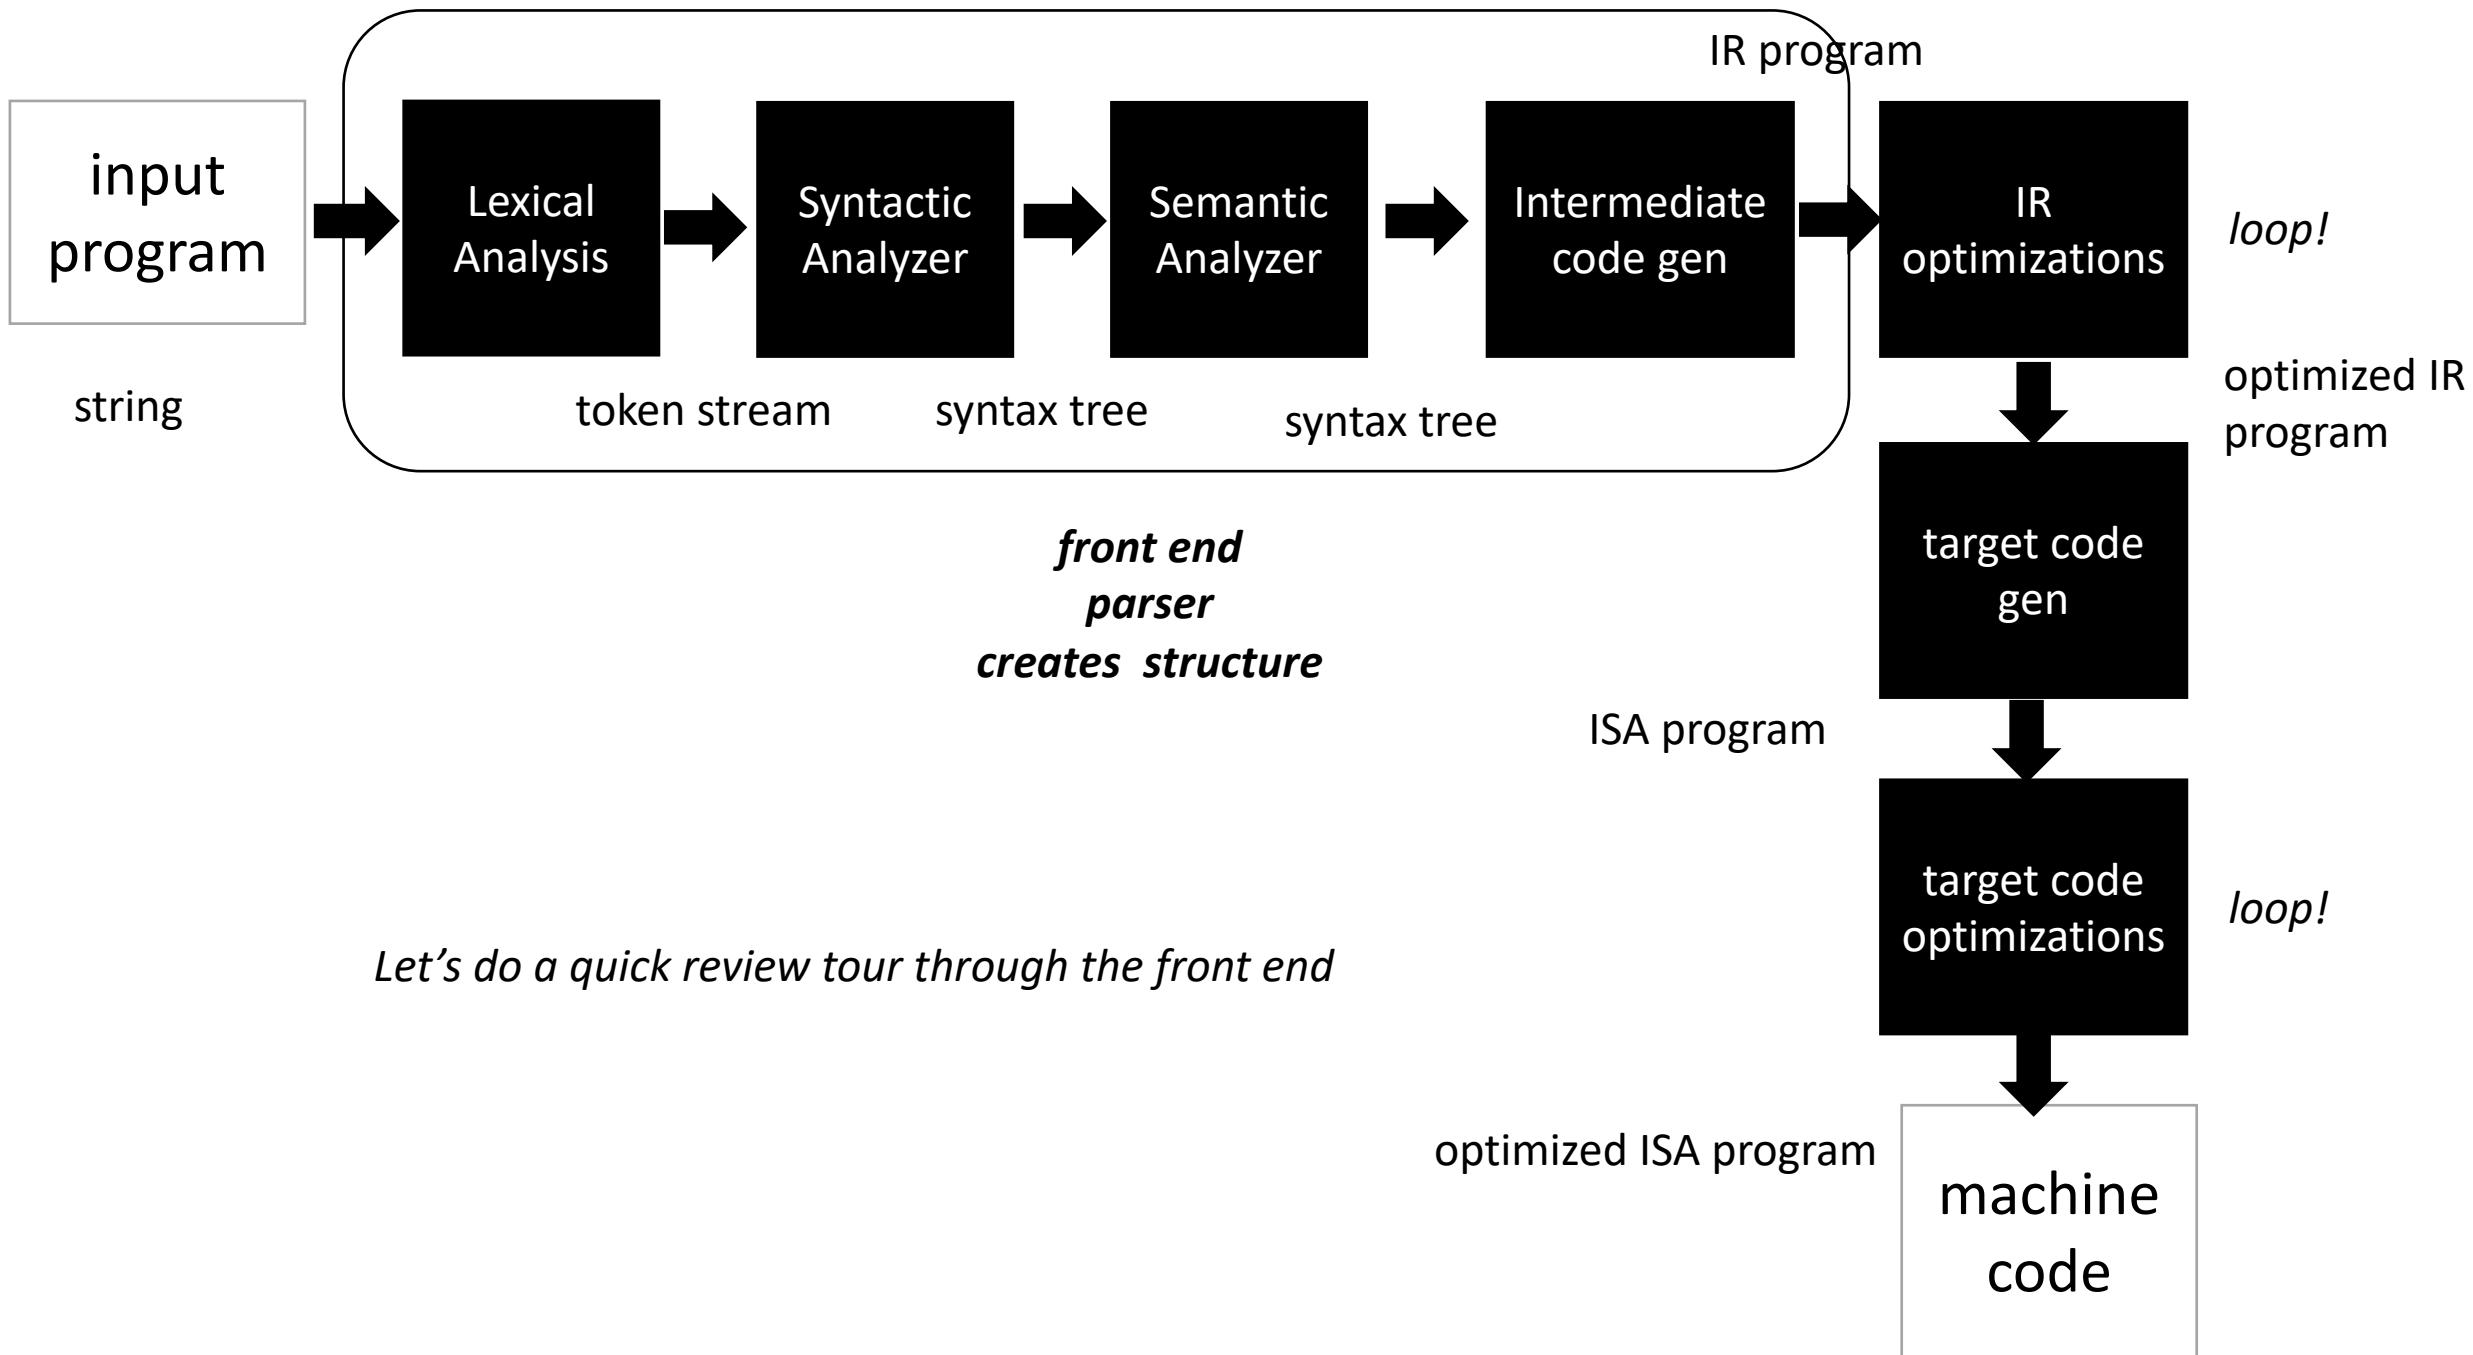 IR program
input
program
Lexical
Analysis
Syntactic
Analyzer
Semantic
Analyzer
Intermediate
code gen
IR
optimizations
loop!
string
token stream
syntax tree
syntax tree
optimized IR
program
front end
parser
creates  structure
target code
gen
ISA program
target code
optimizations
loop!
Let’s do a quick review tour through the front end
optimized ISA program
machine
code